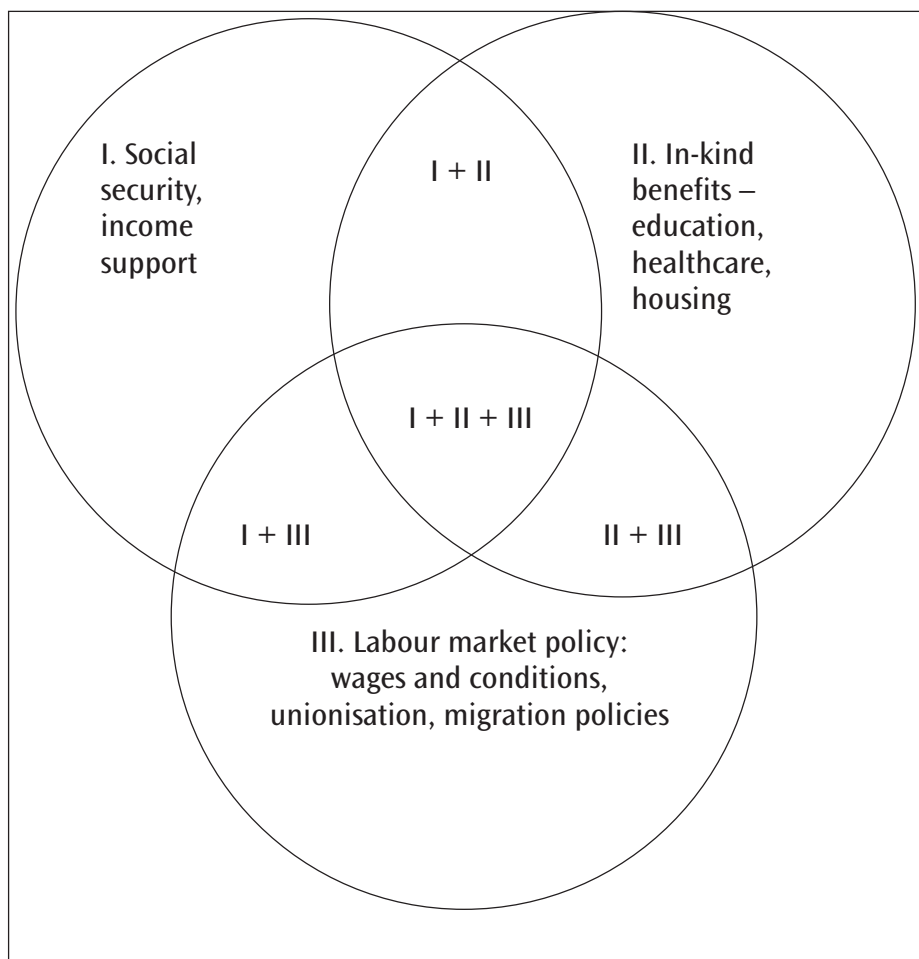 I. Social
security,
income
support
I + II
II. In-kind
benefits –
education,
healthcare,
housing
I + II + III
I + III
II + III
III. Labour market policy:
wages and conditions,
unionisation, migration policies